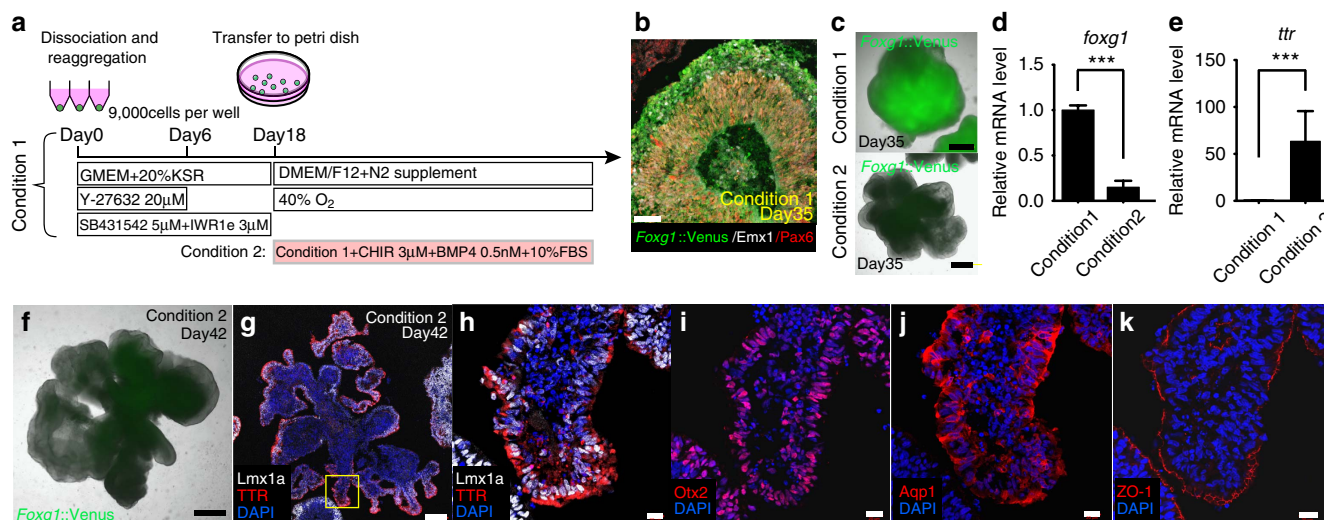 a
Dissociation and
reaggregation
Transfer to petri dish
9,000cells per well
Day0
Day6
Day18
Condition 1
GMEM+20%KSR
DMEM/F12+N2 supplement
Y-27632 20μM
40% O2
SB431542 5μM+IWR1e 3μM
Condition 2:
Condition 1+CHIR 3μM+BMP4 0.5nM+10%FBS
b
Condition 1
Day35
Foxg1::Venus/Emx1/Pax6
c
Condition 1
Foxg1::Venus
Day35
Condition 2
Foxg1::Venus
Day35
d
foxg1
***
Relative mRNA level
1.5
1.0
0.5
0.0
Condition1
Condition2
e
ttr
***
Relative mRNA level
150
100
50
0
Condition 1
Condition 2
f
Condition 2
Day42
Foxg1::Venus
g
Condition 2
Day42
Lmx1a
TTR
DAPI
h
Lmx1a
TTR
DAPI
i
Otx2
DAPI
j
Aqp1
DAPI
k
ZO-1
DAPI